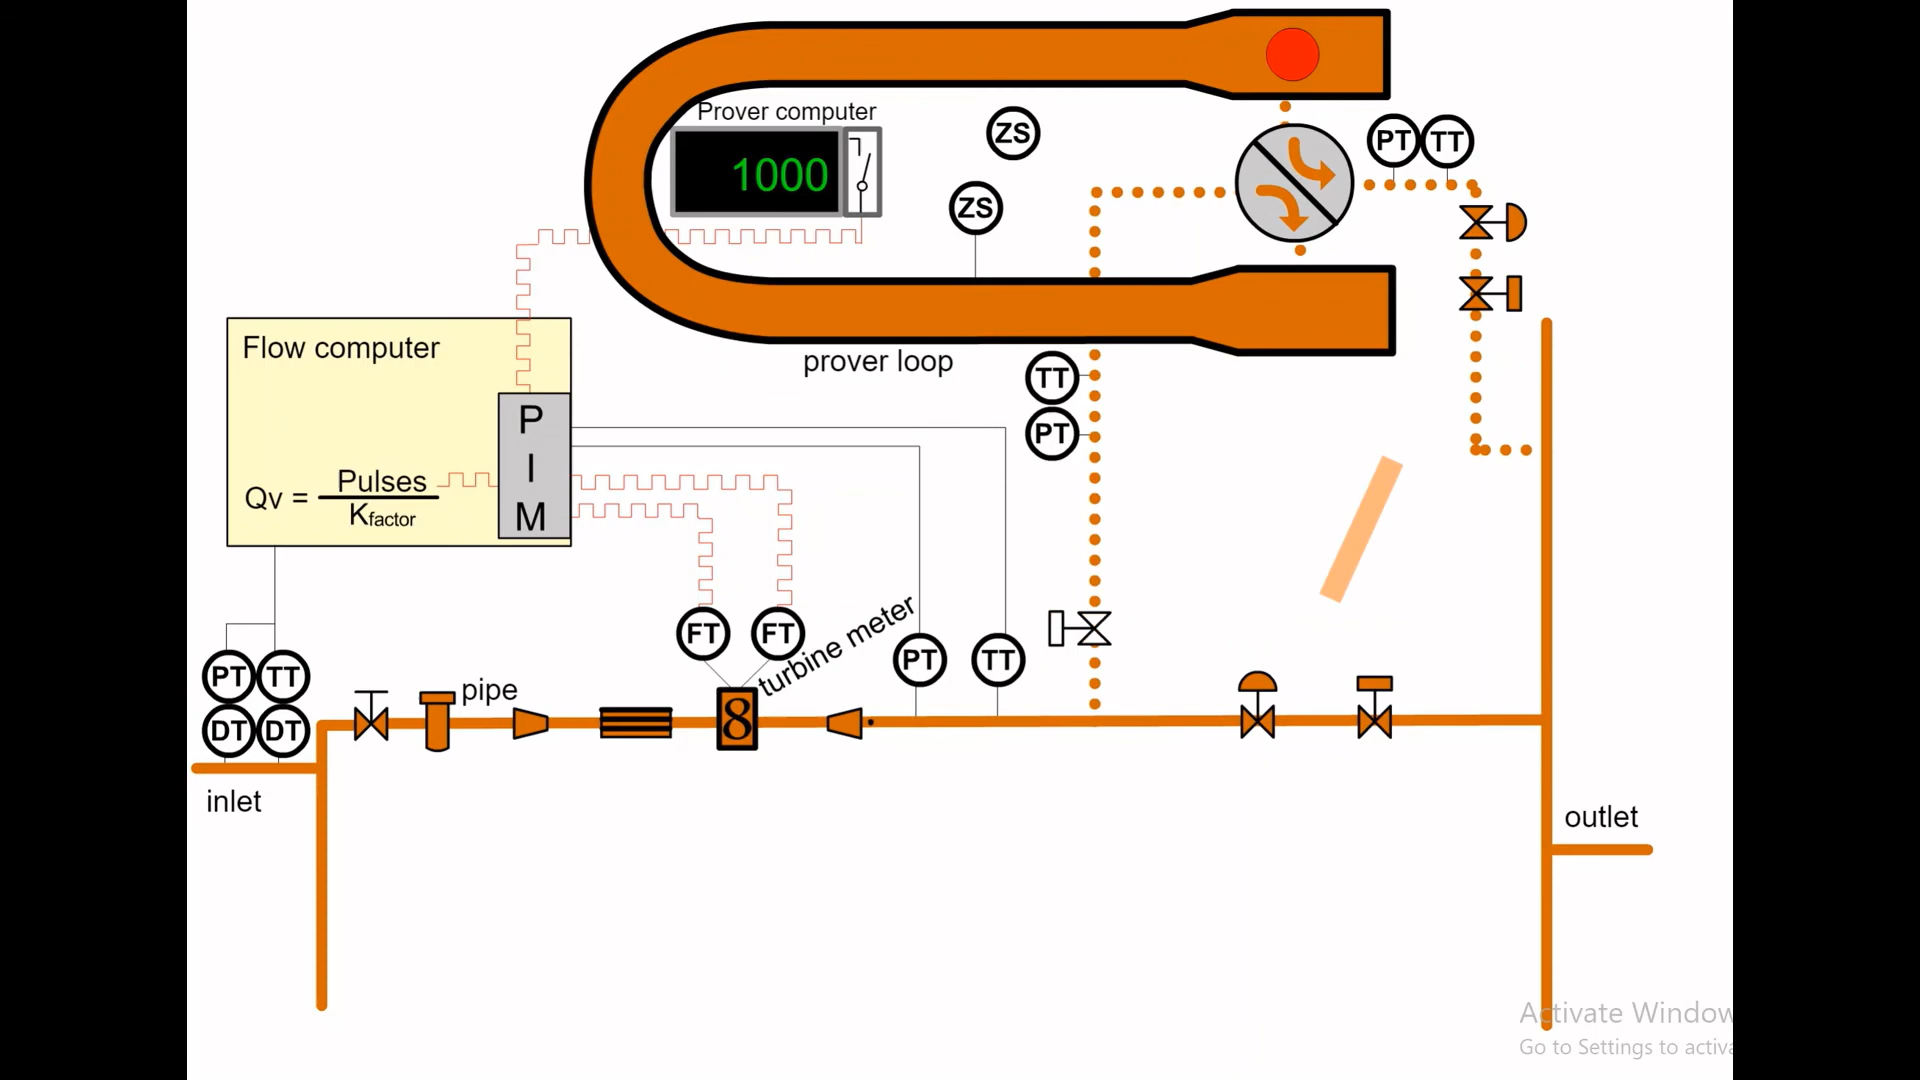 Prover computer
1000
ZS
ZS
PT TT
Flow computer
prover loop
TT
PT
P
I
M
Qv = Pulses
Kfactor
FT FT
turbine meter
PT TT
PT TT
DT DT
pipe
8
inlet
outlet
Activate Window
Go to Settings to activa